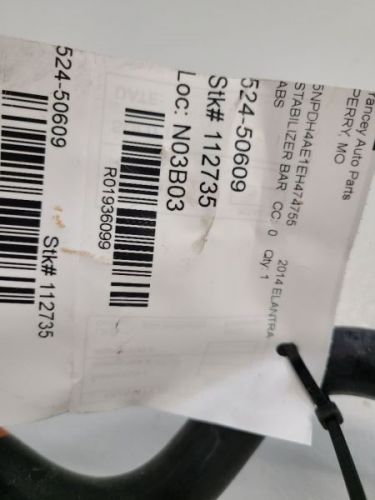 Yancey Auto Parts
PERRY, MO
5NPDH4AE1EH474755
STABILIZER BAR CC: 0 2014 ELANTRA
ABS Qty 1
524-50609
Stk# 112735
Loc: N03B03
R01936099
524-50609 Stk# 112735